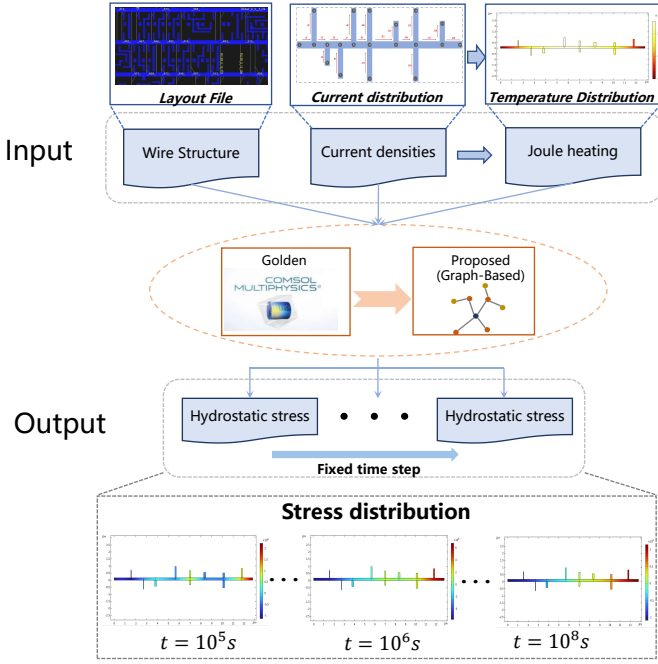 Layout File
Current distribution
Temperature Distribution
Input
Wire Structure
Current densities
Joule heating
Golden
COMSOL
MULTIPHYSICS®
Proposed
(Graph-Based)
Output
Hydrostatic stress
• • •
Hydrostatic stress
Fixed time step
Stress distribution
t = 10⁵s
t = 10⁶s
t = 10⁸s